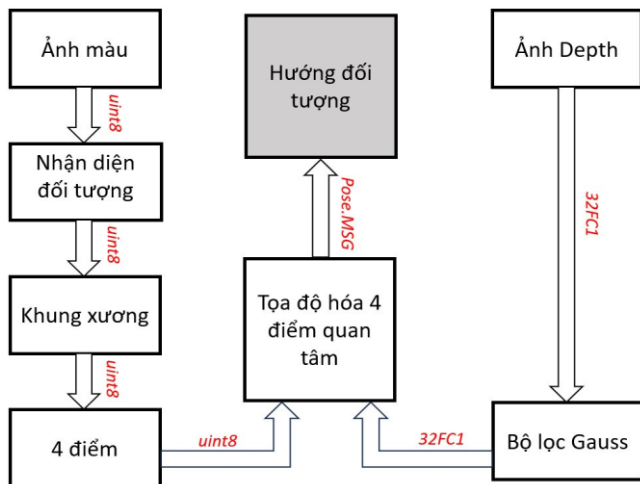 Ảnh màu
uint8
Nhận diện
đối tượng
uint8
Khung xương
uint8
4 điểm
uint8
Hướng đối
tượng
Pose.MSG
Tọa độ hóa 4
điểm quan
tâm
Ảnh Depth
32FC1
Bộ lọc Gauss
32FC1